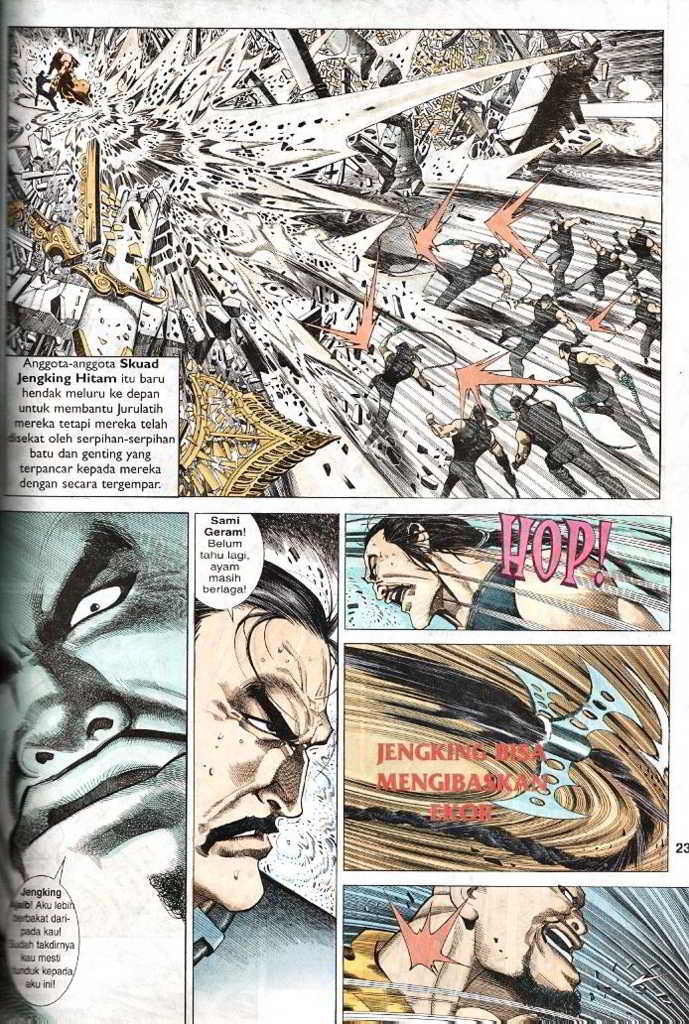 Anggota-anggota Skuad
Jengking Hitam itu baru
hendak meluru ke depan
untuk membantu Jurulatih
mereka tetapi mereka telah
disekat oleh serpihan-serpihan
batu dan genting yang
terpancar kepada mereka
dengan secara tergempar.
Sami
Geram!
Belum
tahu lagi,
ayam
masih
berlaga!
HOP!
JENGKING BISA
MENGIBASKAN
EKOR
23
Jengking
Ajaib! Aku lebih
berbakat dari-
pada kau!
Sudah takdirnya
kau mesti
tunduk kepada
aku ini!